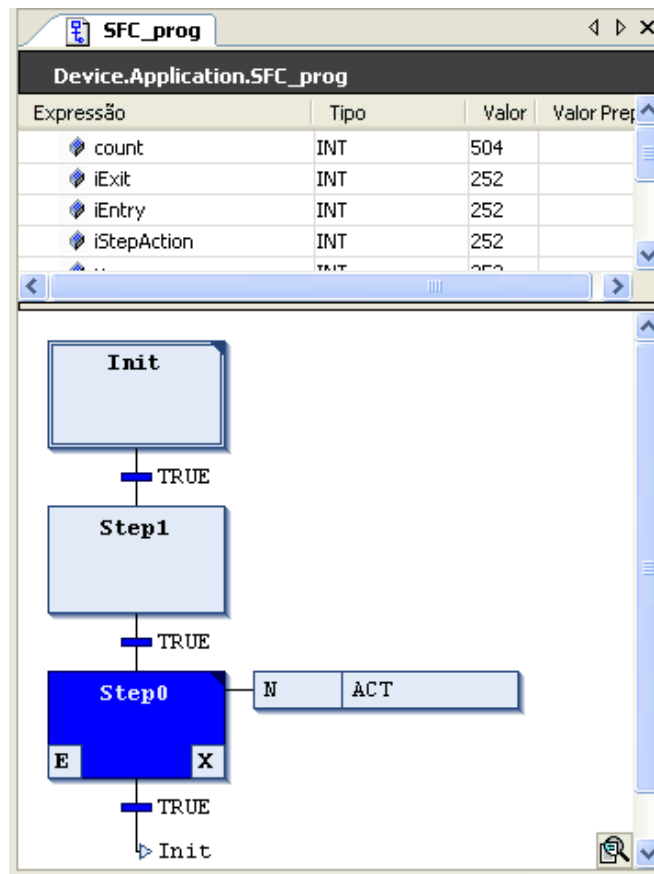 SFC_prog
Device.Application.SFC_prog
Expressão Tipo Valor Valor Prep
count INT 504
iExit INT 252
iEntry INT 252
iStepAction INT 252
Init
TRUE
Step1
TRUE
Step0 N ACT
E X
TRUE
Init